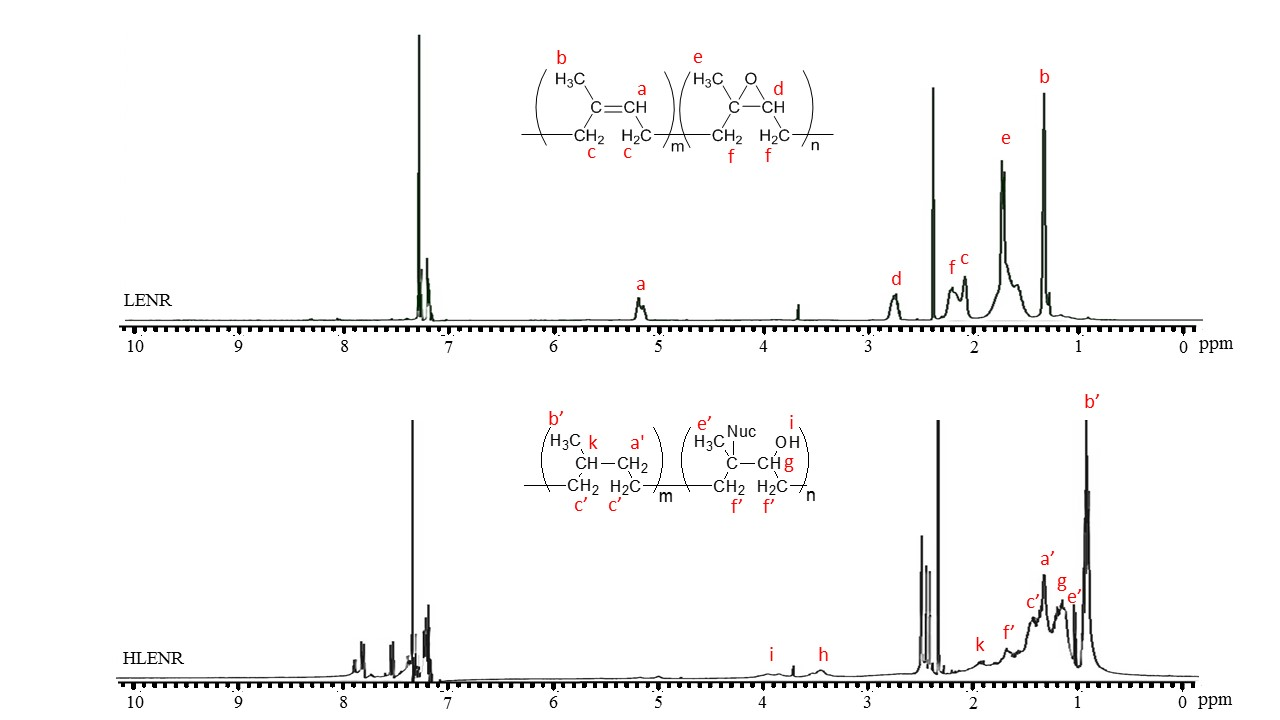 b
e
H₃C
H₃C
O
a
d
C
CH
C
CH
CH₂
H₂C
CH₂
H₂C
m
n
c
c
f
f
b
e
a
d
f
c
LENR
10 9 8 7 6 5 4 3 2 1 0 ppm
b’
e’
i
Nuc
H₃C
k
a'
H₃C
OH
CH
CH₂
C
CH
g
CH₂
H₂C
CH₂
H₂C
m
n
c’
c’
f’
f’
b’
a’
g
c’
e’
f’
k
i
h
HLENR
10 9 8 7 6 5 4 3 2 1 0 ppm